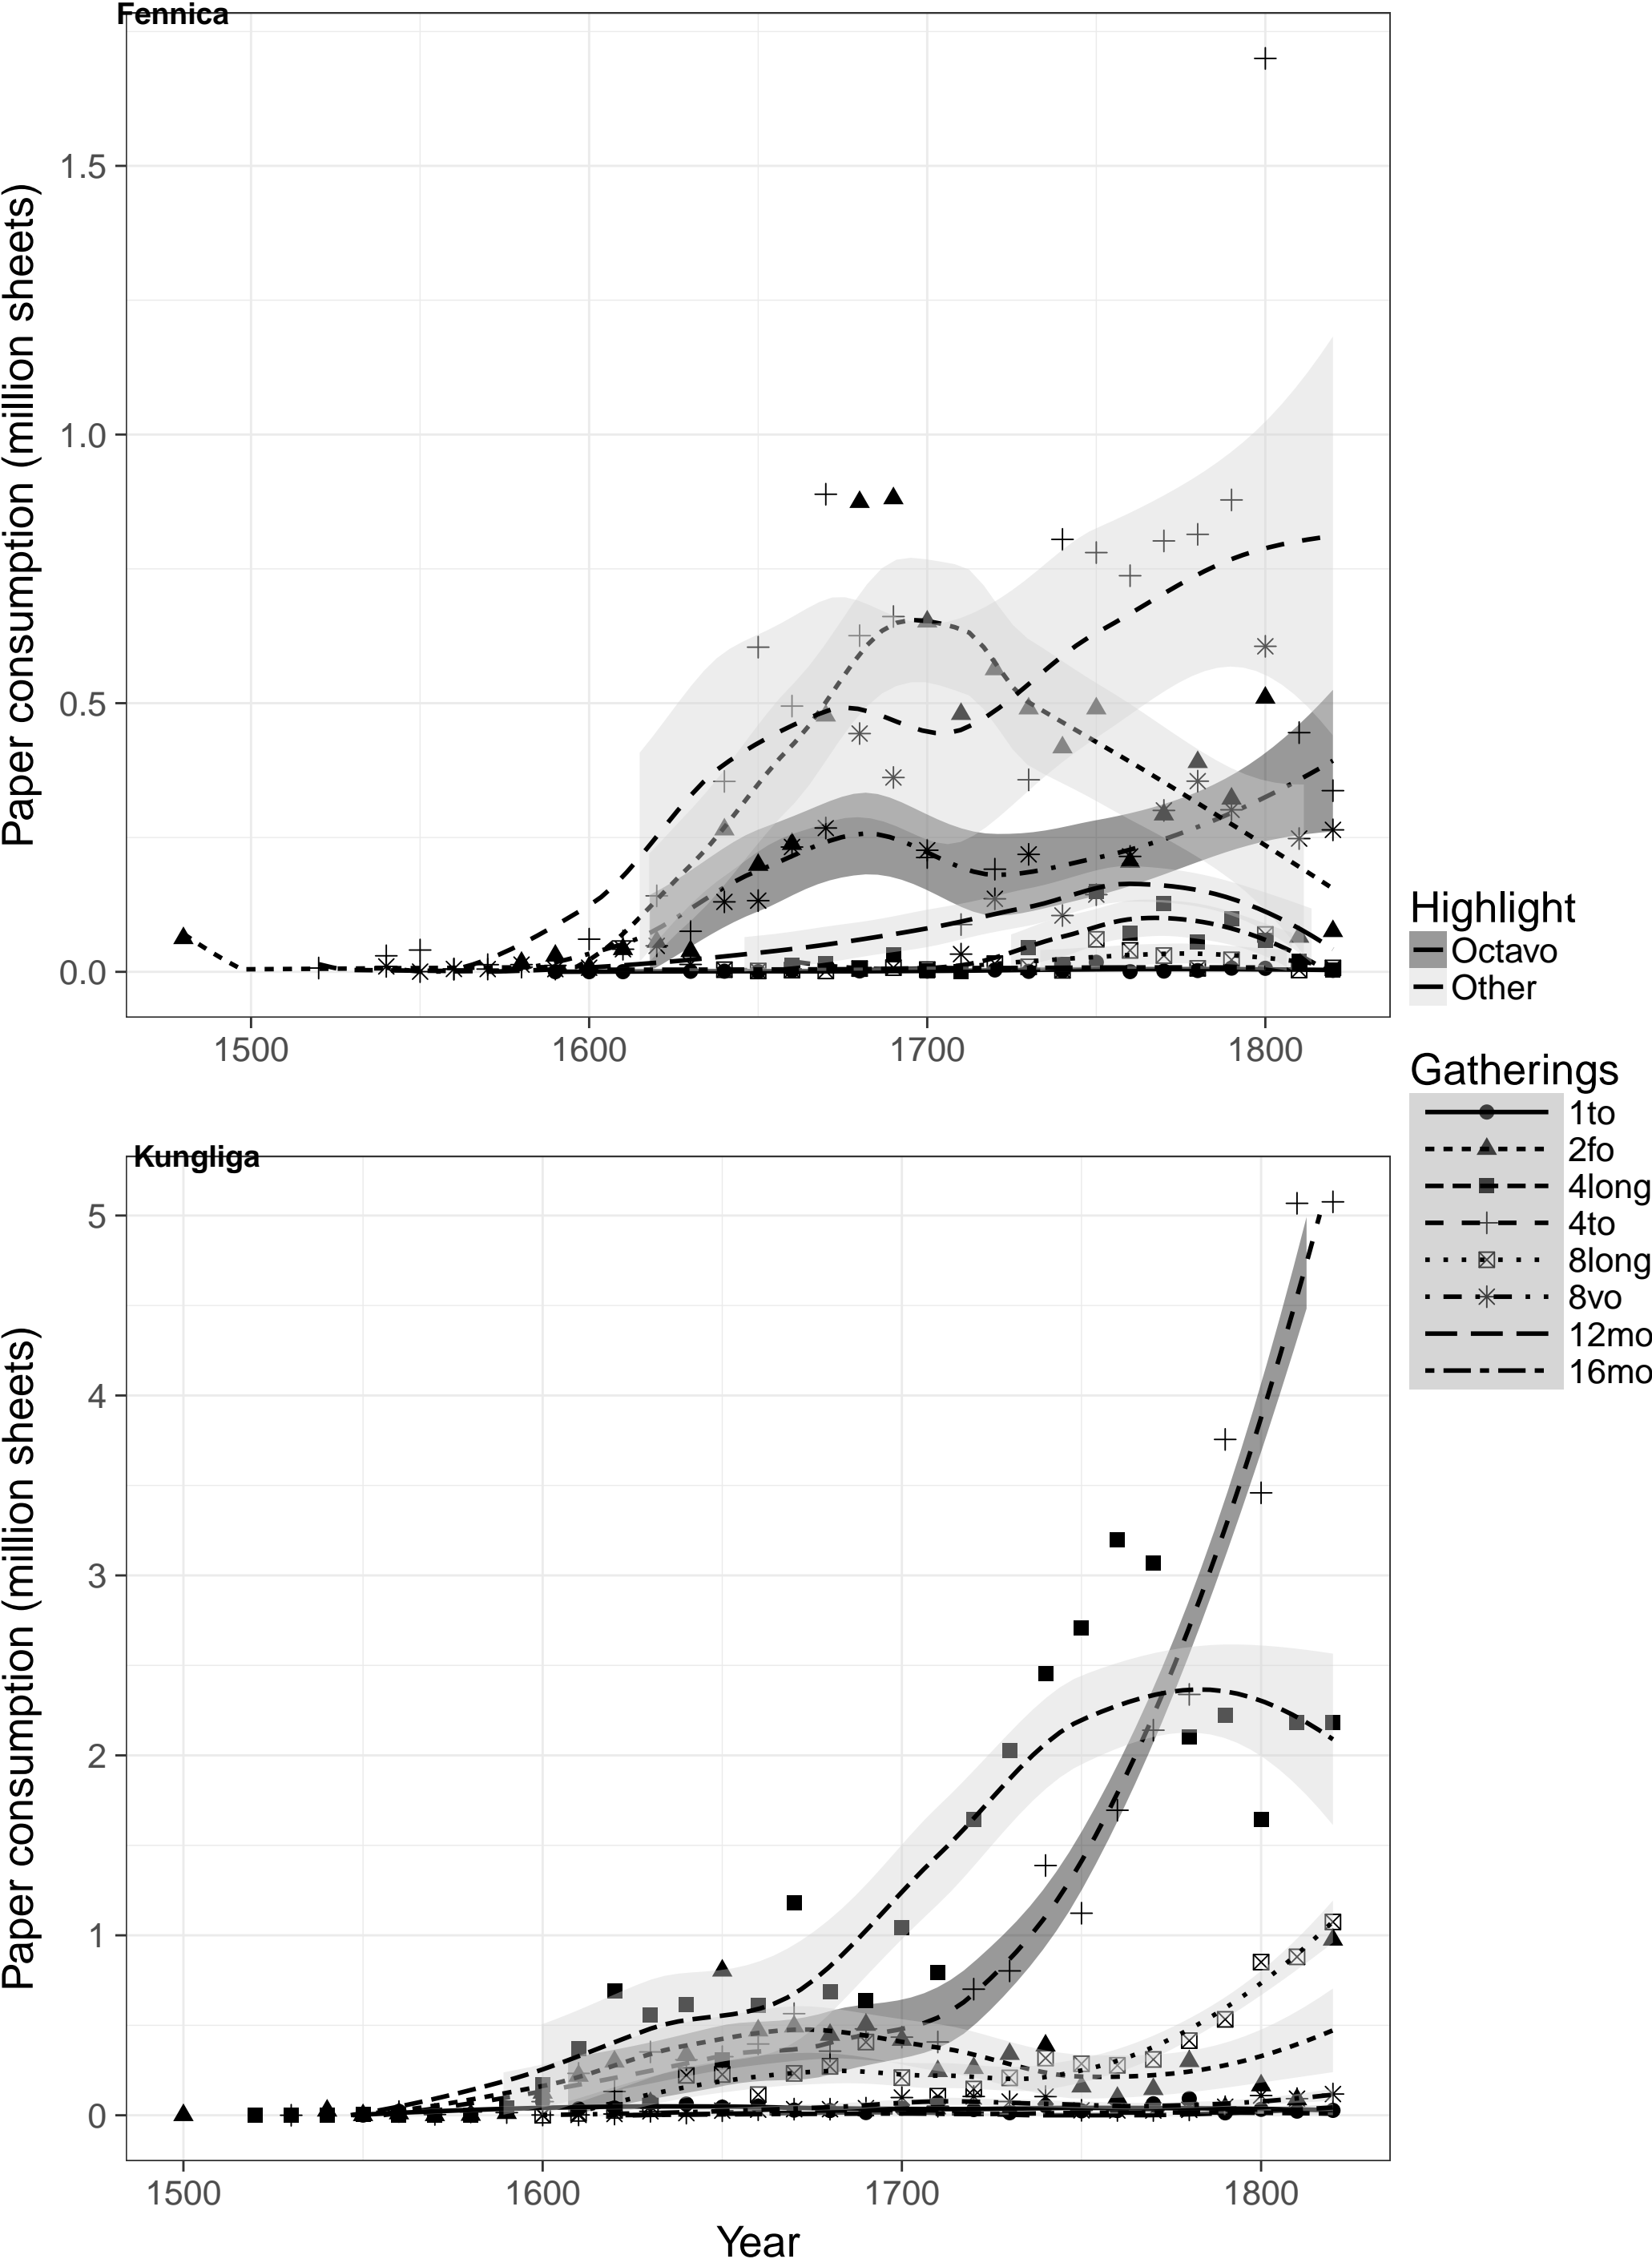 Fennica
Paper consumption (million sheets)
1.5
1.0
0.5
0.0
1500 1600 1700 1800
Highlight
Octavo
Other
Gatherings
1to
2fo
4long
4to
8long
8vo
12mo
16mo
Kungliga
Paper consumption (million sheets)
5
4
3
2
1
0
1500 1600 1700 1800
Year